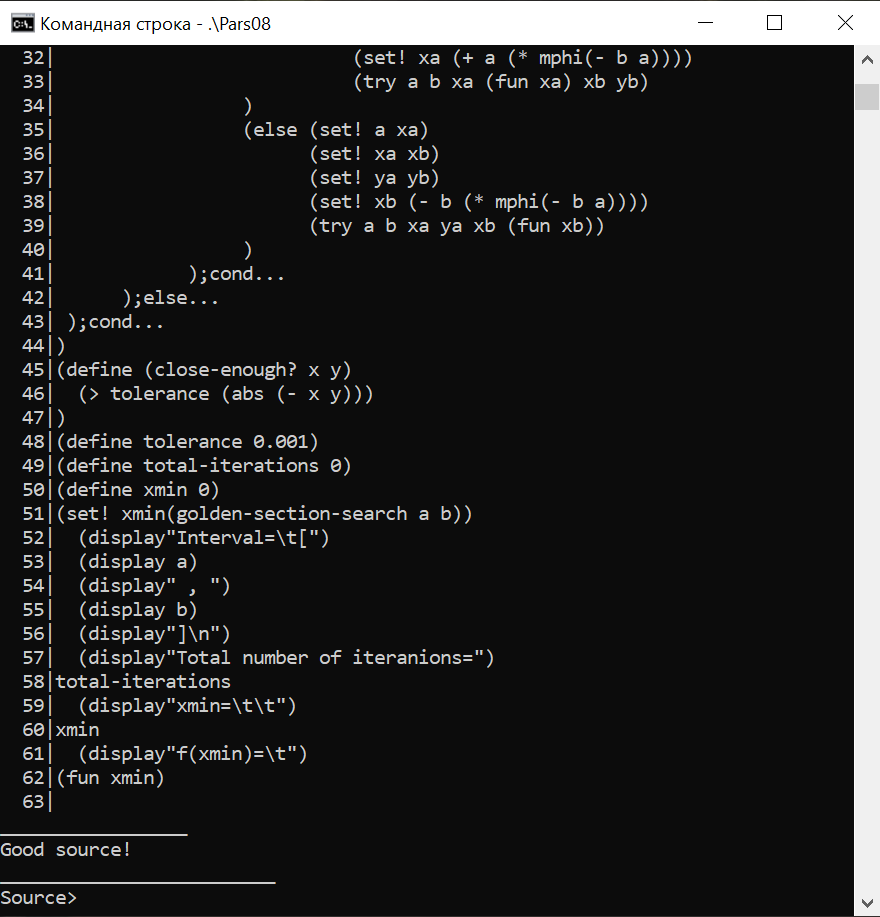 Командная строка - .\Pars08
32|                           (set! xa (+ a (* mphi(- b a))))
33|                           (try a b xa (fun xa) xb yb)
34|                 )
35|                 (else (set! a xa)
36|                       (set! xa xb)
37|                       (set! ya yb)
38|                       (set! xb (- b (* mphi(- b a))))
39|                       (try a b xa ya xb (fun xb))
40|                 )
41|            );cond...
42|      );else...
43| );cond...
44|)
45|(define (close-enough? x y)
46|  (> tolerance (abs (- x y)))
47|)
48|(define tolerance 0.001)
49|(define total-iterations 0)
50|(define xmin 0)
51|(set! xmin(golden-section-search a b))
52|  (display"Interval=\t[")
53|  (display a)
54|  (display" , ")
55|  (display b)
56|  (display"]\n")
57|  (display"Total number of iteranions=")
58|total-iterations
59|  (display"xmin=\t\t")
60|xmin
61|  (display"f(xmin)=\t")
62|(fun xmin)
63|
_________________
Good source!
_________________________
Source>